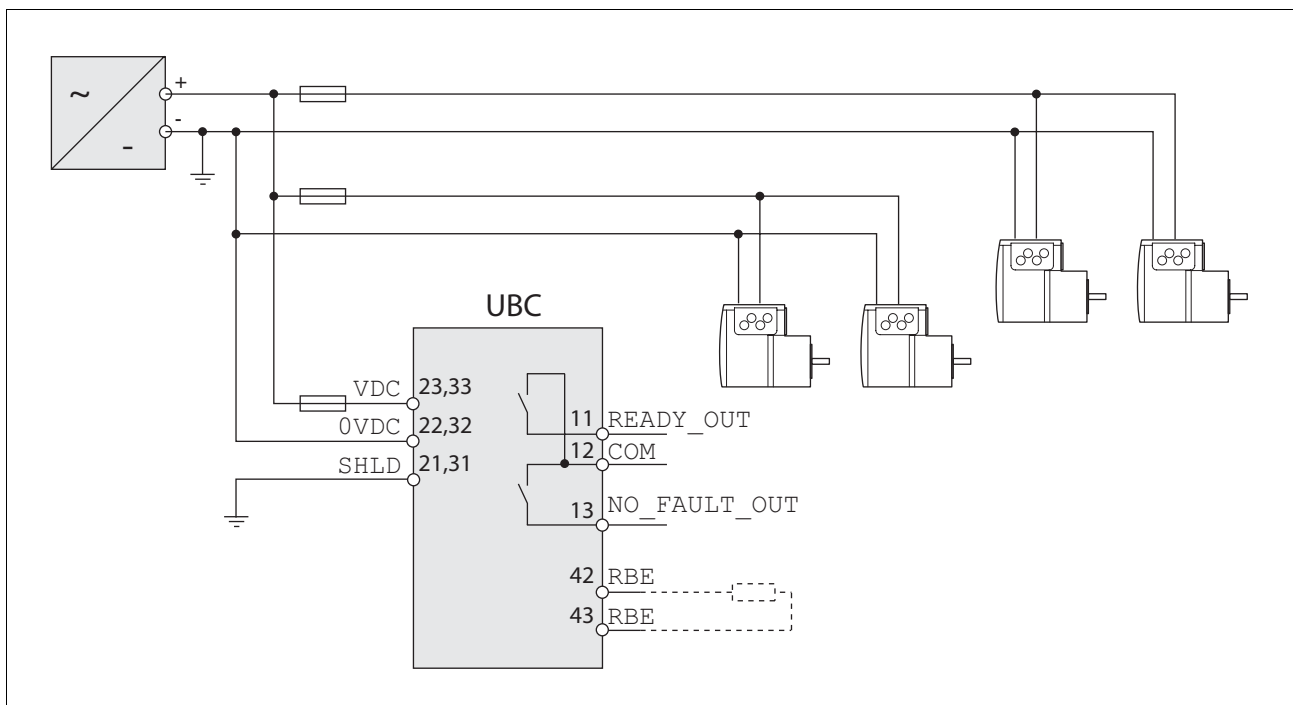 ~
+
-
-
UBC
VDC 23,33
0VDC 22,32
SHLD 21,31
11 READY_OUT
12 COM
13 NO_FAULT_OUT
42 RBE
43 RBE